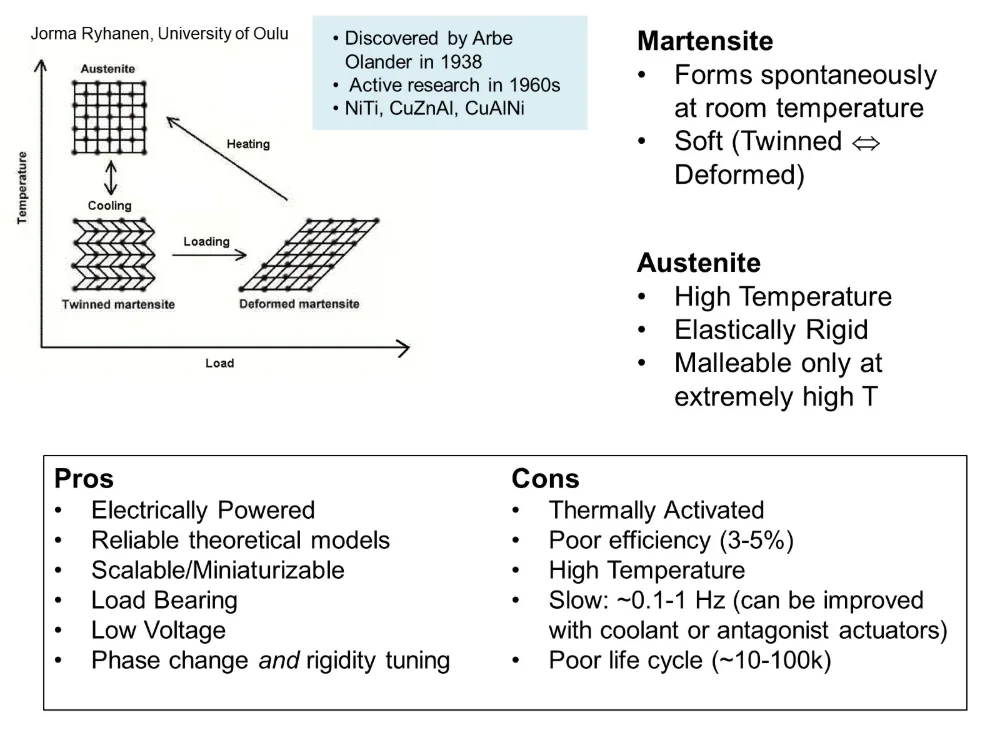 Jorma Ryhanen, University of Oulu
• Discovered by Arbe
Olander in 1938
• Active research in 1960s
• NiTi, CuZnAl, CuAlNi
Austenite
Heating
Temperature
Cooling
Loading
Twinned martensite
Deformed martensite
Load
Martensite
• Forms spontaneously
at room temperature
• Soft (Twinned ⇔
Deformed)
Austenite
• High Temperature
• Elastically Rigid
• Malleable only at
extremely high T
Pros
• Electrically Powered
• Reliable theoretical models
• Scalable/Miniaturizable
• Load Bearing
• Low Voltage
• Phase change and rigidity tuning
Cons
• Thermally Activated
• Poor efficiency (3-5%)
• High Temperature
• Slow: ~0.1-1 Hz (can be improved
with coolant or antagonist actuators)
• Poor life cycle (~10-100k)